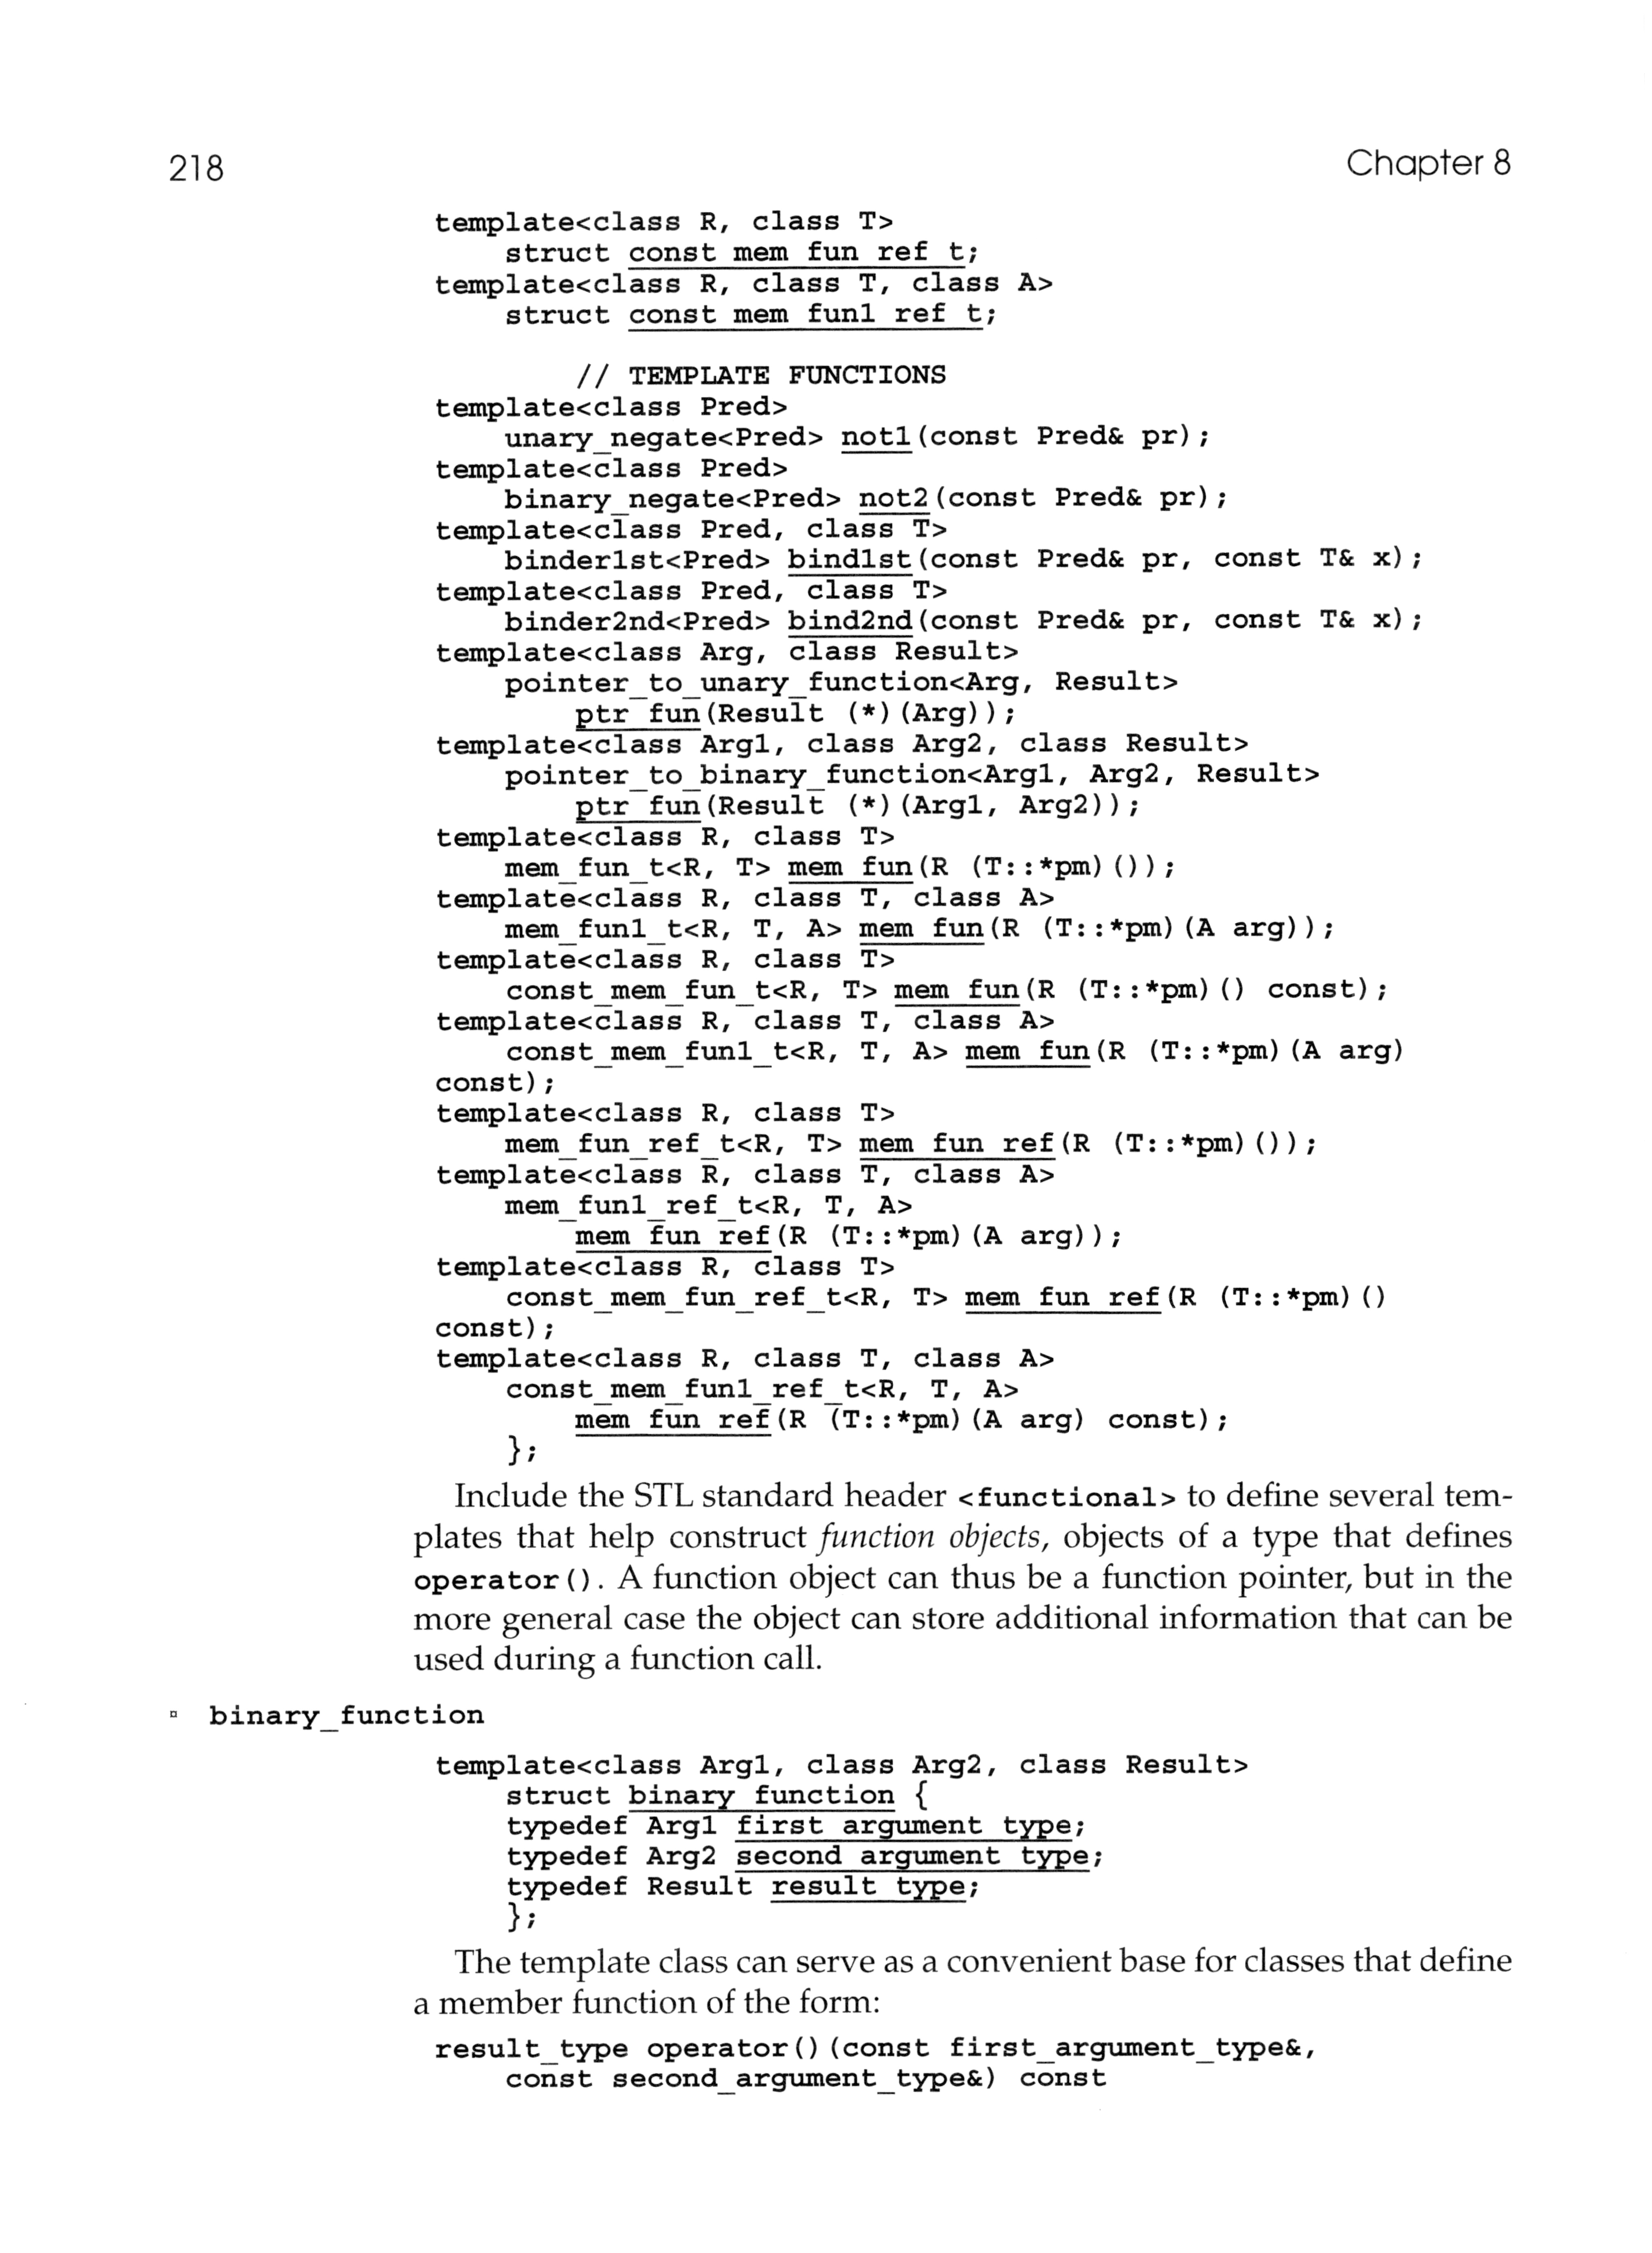 218
Chapter 8
template<class R, class T>
    struct const_mem_fun_ref_t;
template<class R, class T, class A>
    struct const_mem_fun1_ref_t;

        // TEMPLATE FUNCTIONS
template<class Pred>
    unary_negate<Pred> not1(const Pred& pr);
template<class Pred>
    binary_negate<Pred> not2(const Pred& pr);
template<class Pred, class T>
    binder1st<Pred> bind1st(const Pred& pr, const T& x);
template<class Pred, class T>
    binder2nd<Pred> bind2nd(const Pred& pr, const T& x);
template<class Arg, class Result>
    pointer_to_unary_function<Arg, Result>
        ptr_fun(Result (*)(Arg));
template<class Arg1, class Arg2, class Result>
    pointer_to_binary_function<Arg1, Arg2, Result>
        ptr_fun(Result (*)(Arg1, Arg2));
template<class R, class T>
    mem_fun_t<R, T> mem_fun(R (T::*pm)());
template<class R, class T, class A>
    mem_fun1_t<R, T, A> mem_fun(R (T::*pm)(A arg));
template<class R, class T>
    const_mem_fun_t<R, T> mem_fun(R (T::*pm)() const);
template<class R, class T, class A>
    const_mem_fun1_t<R, T, A> mem_fun(R (T::*pm)(A arg)
const);
template<class R, class T>
    mem_fun_ref_t<R, T> mem_fun_ref(R (T::*pm)());
template<class R, class T, class A>
    mem_fun1_ref_t<R, T, A>
        mem_fun_ref(R (T::*pm)(A arg));
template<class R, class T>
    const_mem_fun_ref_t<R, T> mem_fun_ref(R (T::*pm)()
const);
template<class R, class T, class A>
    const_mem_fun1_ref_t<R, T, A>
        mem_fun_ref(R (T::*pm)(A arg) const);
    };
Include the STL standard header <functional> to define several tem-
plates that help construct function objects, objects of a type that defines
operator(). A function object can thus be a function pointer, but in the
more general case the object can store additional information that can be
used during a function call.
▫ binary_function
template<class Arg1, class Arg2, class Result>
    struct binary_function {
    typedef Arg1 first_argument_type;
    typedef Arg2 second_argument_type;
    typedef Result result_type;
    };
The template class can serve as a convenient base for classes that define
a member function of the form:
result_type operator()(const first_argument_type&,
    const second_argument_type&) const